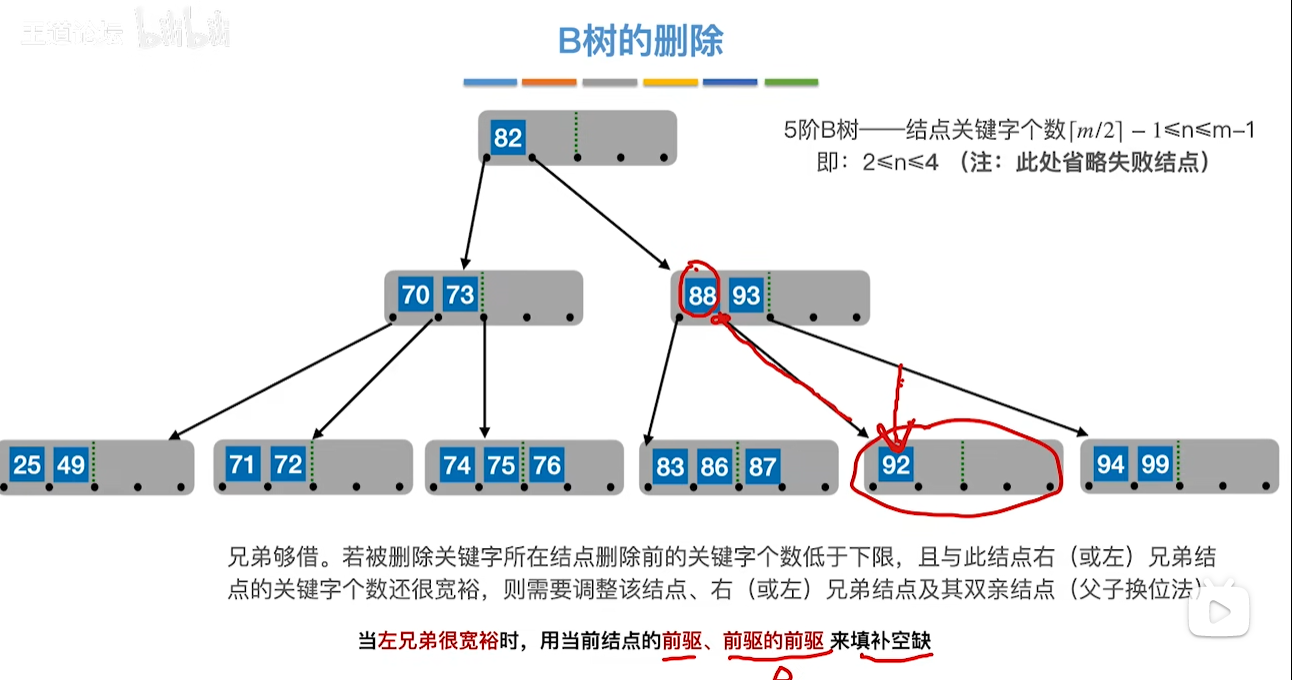 王道论坛 bilibili
B树的删除
5阶B树——结点关键字个数⌈m/2⌉ − 1≤n≤m–1
即：2≤n≤4 （注：此处省略失败结点）
82
70 73
88 93
25 49
71 72
74 75 76
83 86 87
92
94 99
兄弟够借。若被删除关键字所在结点删除前的关键字个数低于下限，且与此结点右（或左）兄弟结
点的关键字个数还很宽裕，则需要调整该结点、右（或左）兄弟结点及其双亲结点（父子换位法）
当左兄弟很宽裕时，用当前结点的前驱、前驱的前驱 来填补空缺